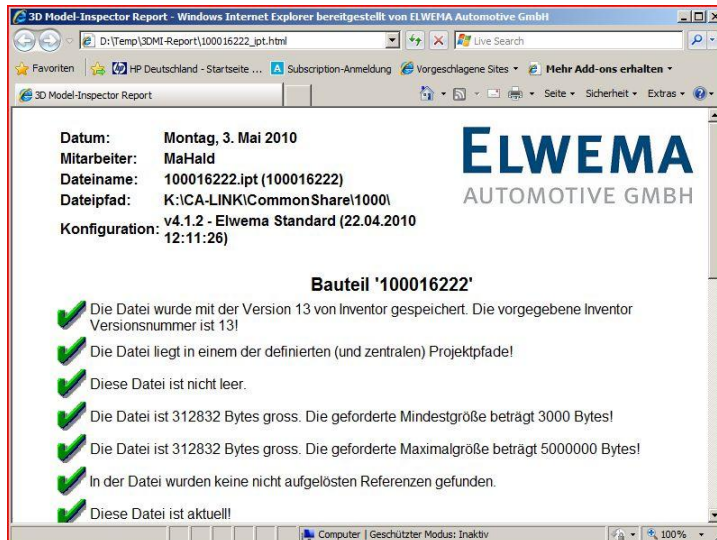 3D Model-Inspector Report - Windows Internet Explorer bereitgestellt von ELWEMA Automotive GmbH
D:\Temp\3DMI-Report\100016222_ipt.html
Live Search
Favoriten
HP Deutschland - Startseite ...
Subscription-Anmeldung
Vorgeschlagene Sites
Mehr Add-ons erhalten
3D Model-Inspector Report
Seite
Sicherheit
Extras
Datum: Montag, 3. Mai 2010
Mitarbeiter: MaHald
Dateiname: 100016222.ipt (100016222)
Dateipfad: K:\CA-LINK\CommonShare\1000\
Konfiguration: v4.1.2 - Elwema Standard (22.04.2010
12:11:26)
ELWEMA
AUTOMOTIVE GMBH
Bauteil '100016222'
Die Datei wurde mit der Version 13 von Inventor gespeichert. Die vorgegebene Inventor
Versionsnummer ist 13!
Die Datei liegt in einem der definierten (und zentralen) Projektpfade!
Diese Datei ist nicht leer.
Die Datei ist 312832 Bytes gross. Die geforderte Mindestgröße beträgt 3000 Bytes!
Die Datei ist 312832 Bytes gross. Die geforderte Maximalgröße beträgt 5000000 Bytes!
In der Datei wurden keine nicht aufgelösten Referenzen gefunden.
Diese Datei ist aktuell!
Computer | Geschützter Modus: Inaktiv
100%